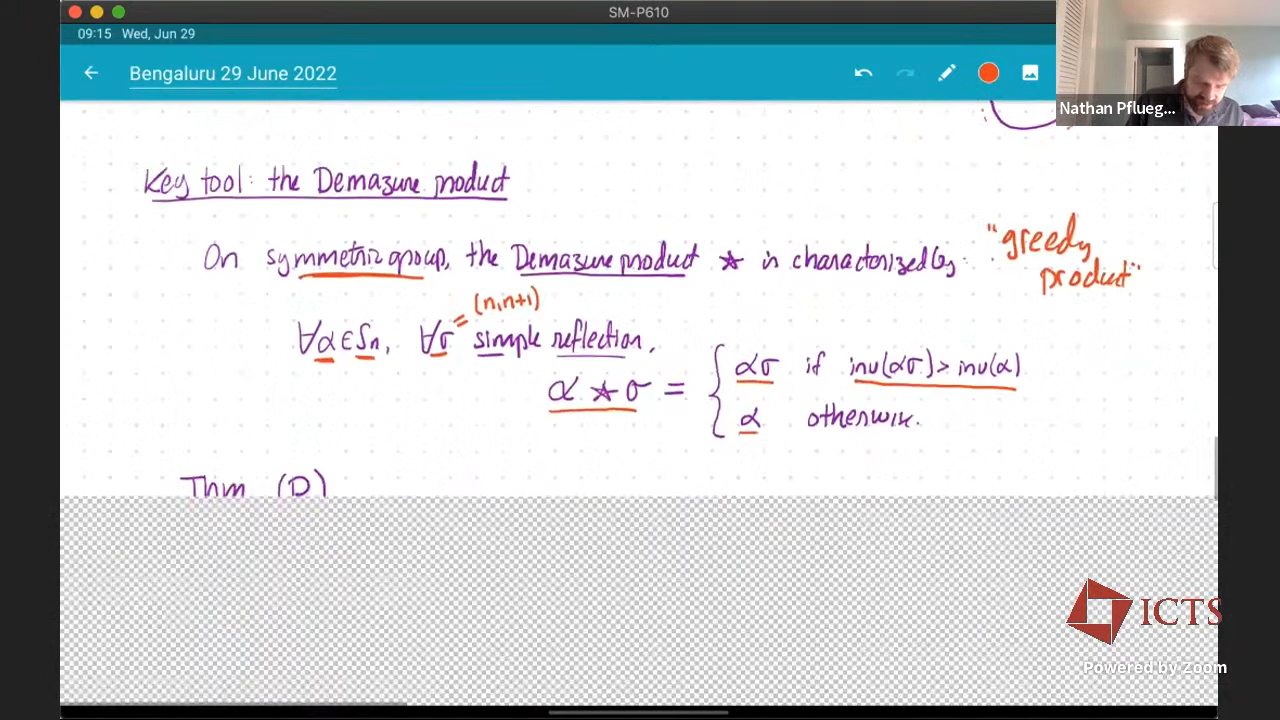 SM-P610
09:15 Wed, Jun 29
Bengaluru 29 June 2022
Nathan Pflueg...
Key tool: the Demazure product
On symmetric group, the Demazure product ★ is characterized by: "greedy product"
= (n, n+1)
∀α∈Sn, ∀σ simple reflection,
α ★ σ = { ασ if inv(ασ) > inv(α)
α otherwise.
Thm (P)
ICTS
Powered by Zoom